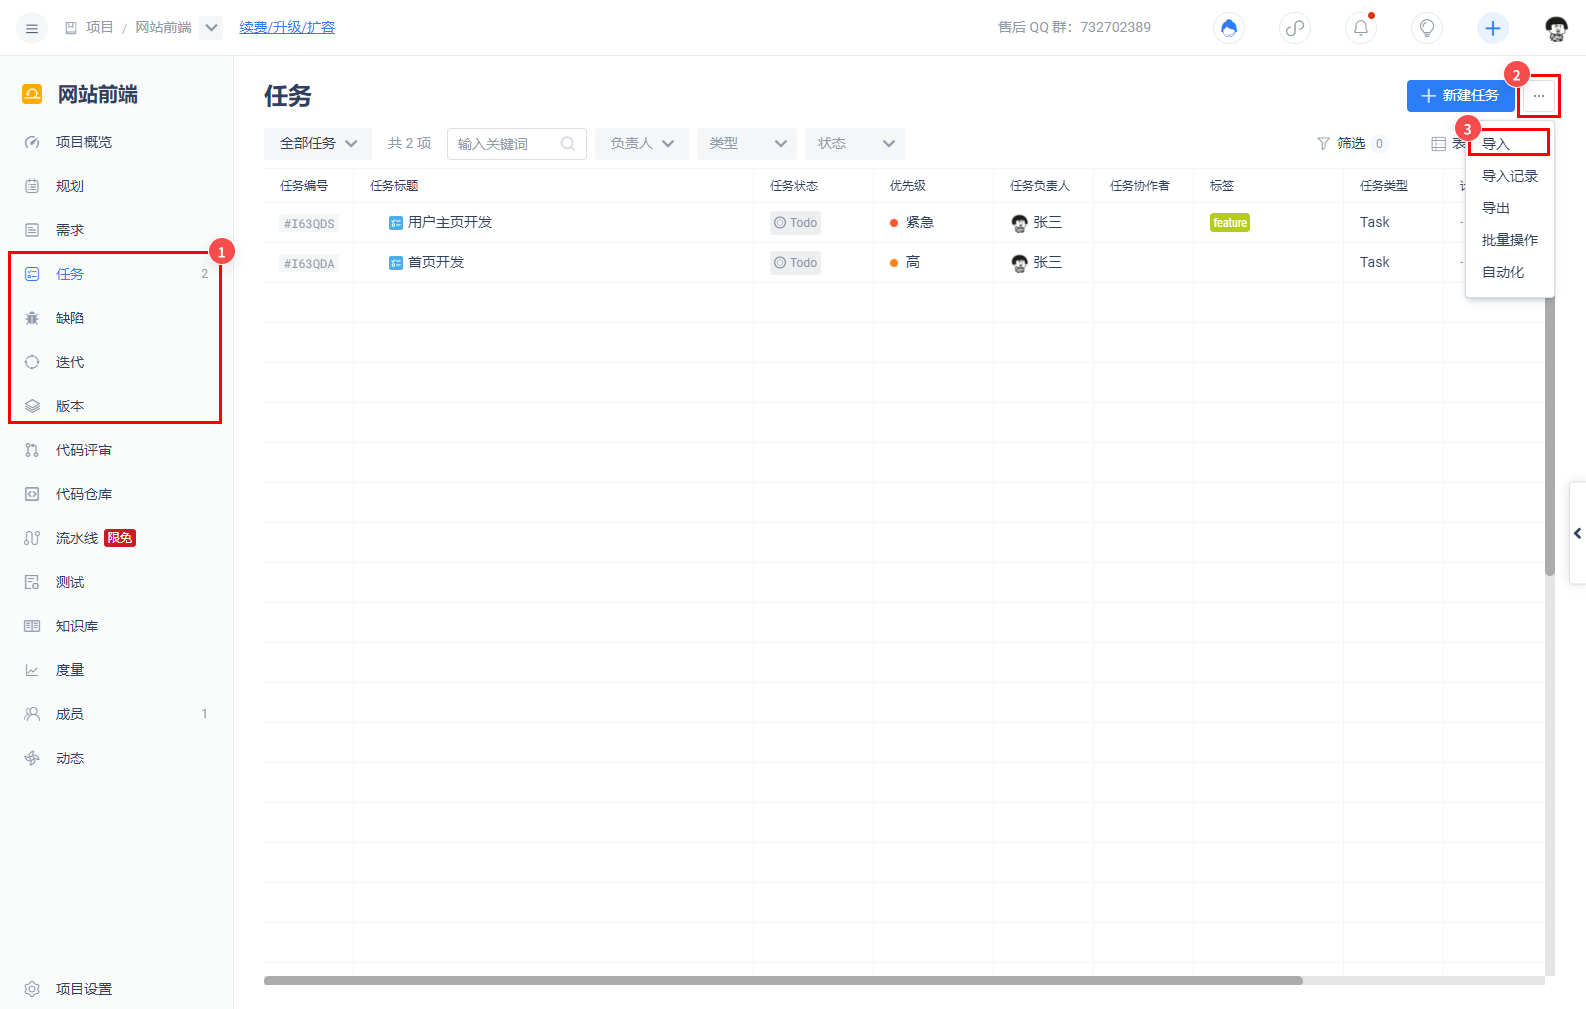 项目 / 网站前端
续费/升级/扩容
售后 QQ 群：732702389
网站前端
项目概览
规划
需求
任务 2
缺陷
迭代
版本
代码评审
代码仓库
流水线 限免
测试
知识库
度量
成员 1
动态
项目设置
1
任务
新建任务
...
2
全部任务
共 2 项
输入关键词
负责人
类型
状态
筛选 0
表
3
导入
导入记录
导出
批量操作
自动化
任务编号 任务标题 任务状态 优先级 任务负责人 任务协作者 标签 任务类型
#I63QDS 用户主页开发 Todo 紧急 张三 feature Task -
#I63QDA 首页开发 Todo 高 张三 Task -